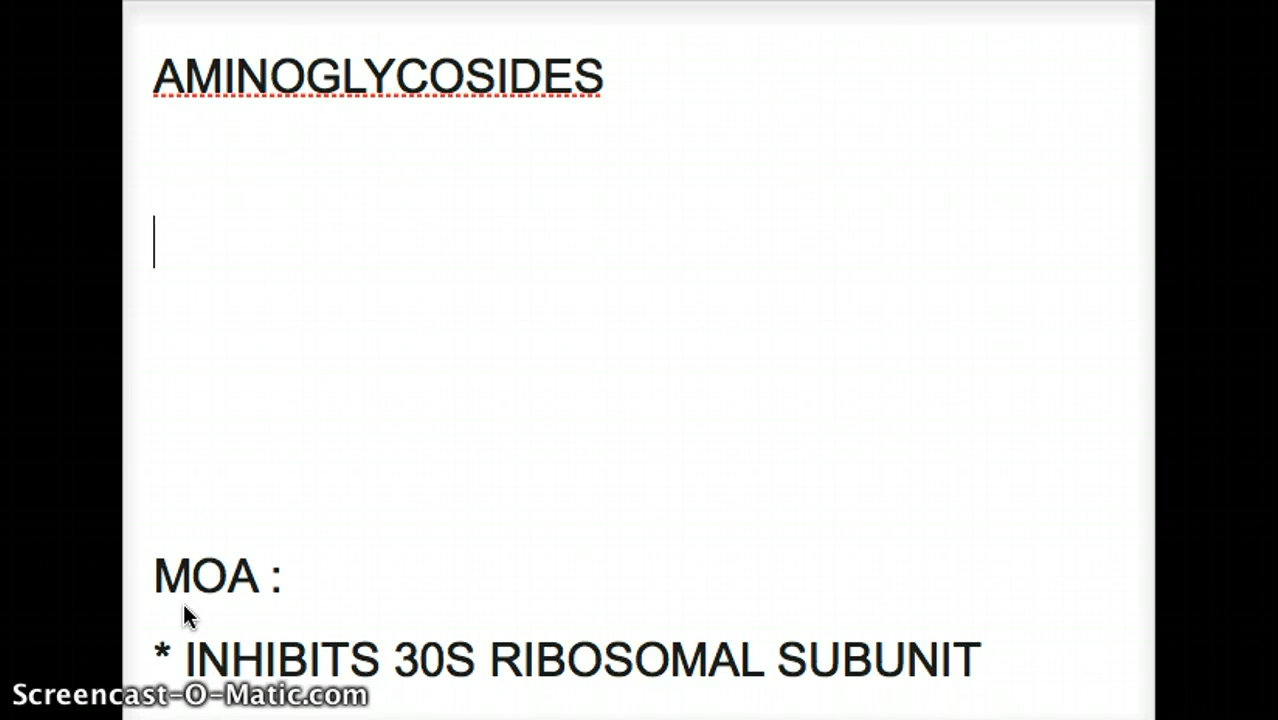 AMINOGLYCOSIDES
MOA :
* INHIBITS 30S RIBOSOMAL SUBUNIT
Screencast-O-Matic.com